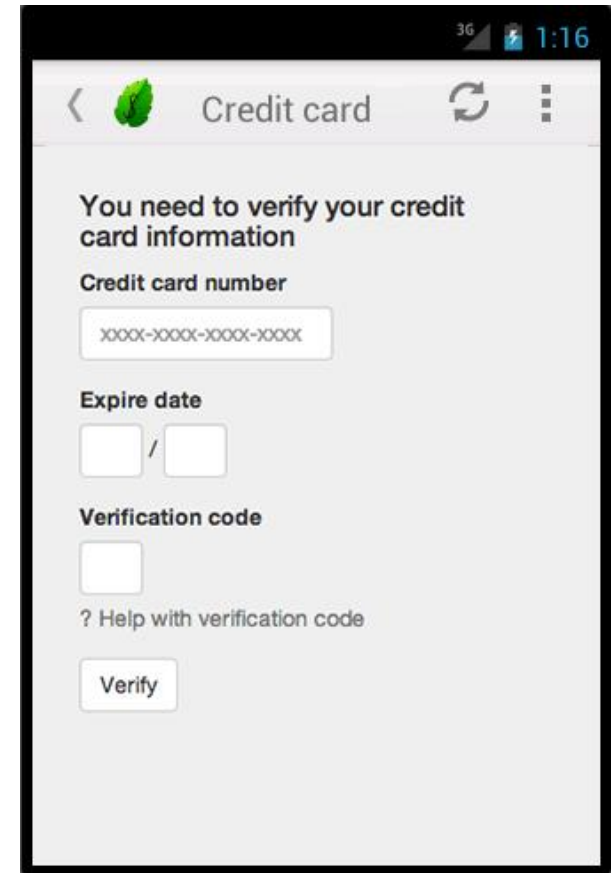 3G 1:16
Credit card
You need to verify your credit
card information
Credit card number
xxxx-xxxx-xxxx-xxxx
Expire date
/
Verification code
? Help with verification code
Verify